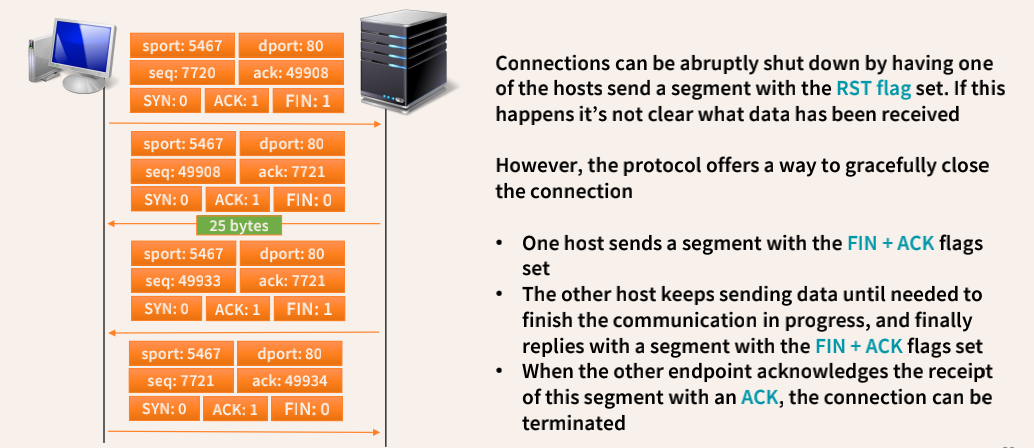 sport: 5467 dport: 80
seq: 7720 ack: 49908
SYN: 0 ACK: 1 FIN: 1
sport: 5467 dport: 80
seq: 49908 ack: 7721
SYN: 0 ACK: 1 FIN: 0
25 bytes
sport: 5467 dport: 80
seq: 49933 ack: 7721
SYN: 0 ACK: 1 FIN: 1
sport: 5467 dport: 80
seq: 7721 ack: 49934
SYN: 0 ACK: 1 FIN: 0
Connections can be abruptly shut down by having one
of the hosts send a segment with the RST flag set. If this
happens it’s not clear what data has been received
However, the protocol offers a way to gracefully close
the connection
• One host sends a segment with the FIN + ACK flags
set
• The other host keeps sending data until needed to
finish the communication in progress, and finally
replies with a segment with the FIN + ACK flags set
• When the other endpoint acknowledges the receipt
of this segment with an ACK, the connection can be
terminated